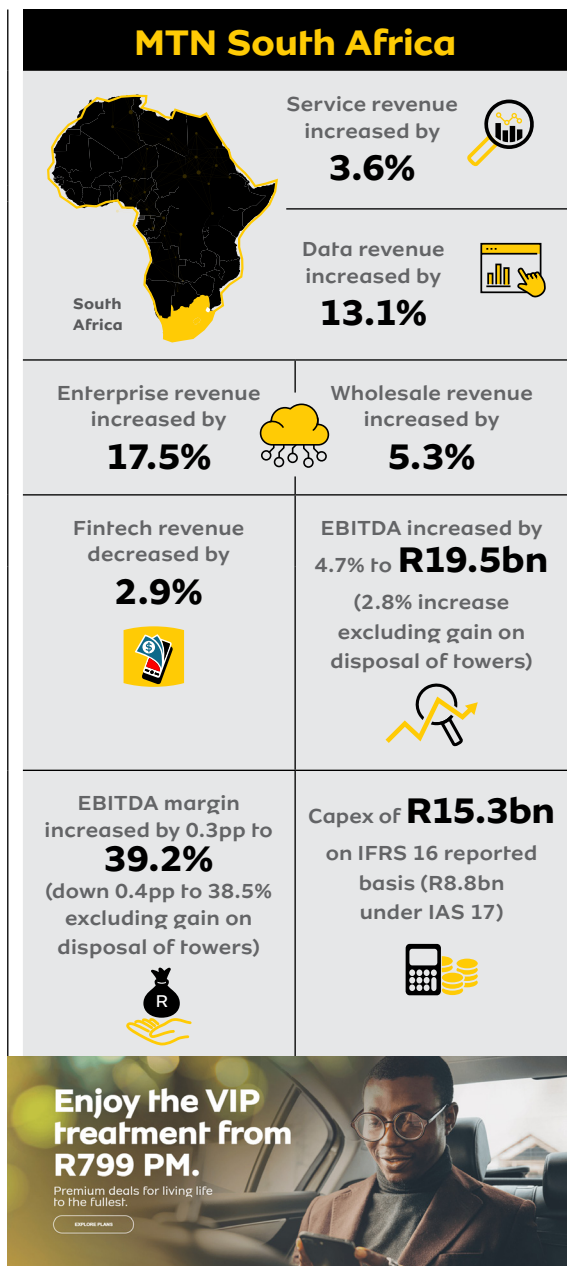 MTN South Africa
Service revenue
increased by
3.6%
Data revenue
increased by
13.1%
South
Africa
Enterprise revenue
increased by
17.5%
Wholesale revenue
increased by
5.3%
Fintech revenue
decreased by
2.9%
$
EBITDA increased by
4.7% to R19.5bn
(2.8% increase
excluding gain on
disposal of towers)
EBITDA margin
increased by 0.3pp to
39.2%
(down 0.4pp to 38.5%
excluding gain on
disposal of towers)
R
Capex of R15.3bn
on IFRS 16 reported
basis (R8.8bn
under IAS 17)
Enjoy the VIP
treatment from
R799 PM.
Premium deals for living life
to the fullest.
EXPLORE PLANS